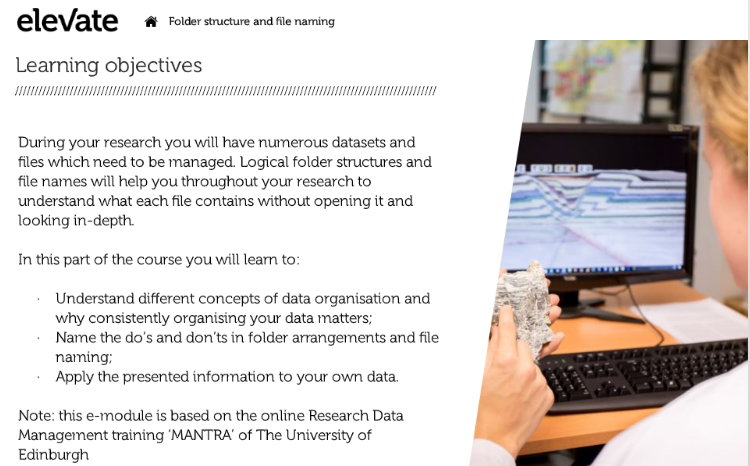 elevate
Folder structure and file naming
Learning objectives
During your research you will have numerous datasets and
files which need to be managed. Logical folder structures and
file names will help you throughout your research to
understand what each file contains without opening it and
looking in-depth.
In this part of the course you will learn to:
· Understand different concepts of data organisation and
why consistently organising your data matters;
· Name the do's and don'ts in folder arrangements and file
naming;
· Apply the presented information to your own data.
Note: this e-module is based on the online Research Data
Management training 'MANTRA' of The University of
Edinburgh